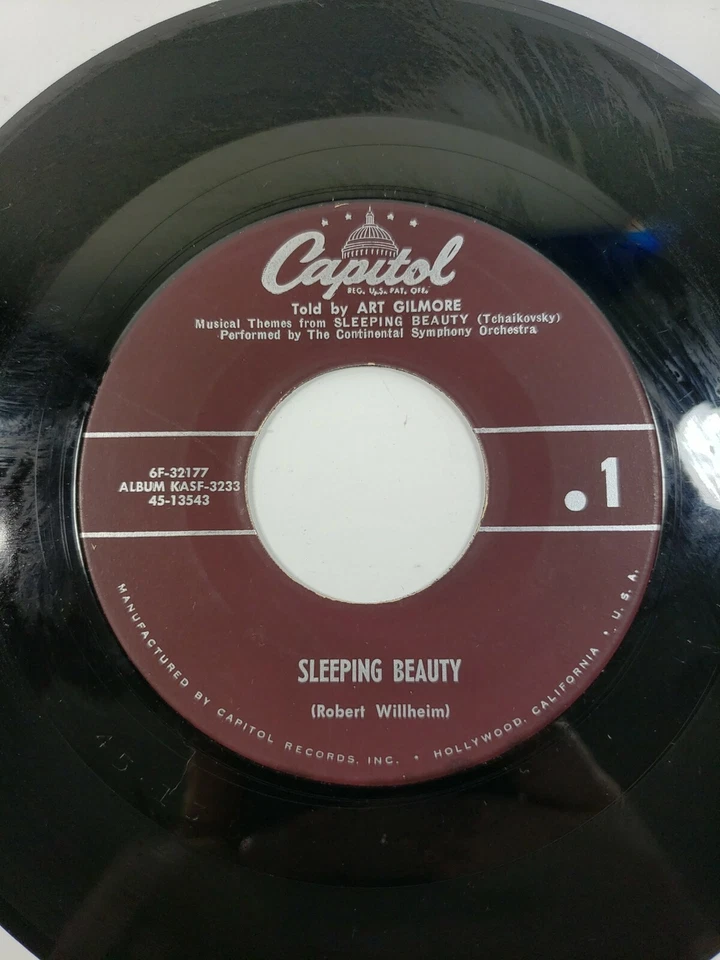 Capitol
REG. U.S. PAT. OFF.
Told by ART GILMORE
Musical Themes from SLEEPING BEAUTY (Tchaikovsky)
Performed by The Continental Symphony Orchestra
6F-32177
ALBUM KASF-3233
45-13543
.1
SLEEPING BEAUTY
(Robert Willheim)
MANUFACTURED BY CAPITOL RECORDS, INC. • HOLLYWOOD, CALIFORNIA • U. S. A.